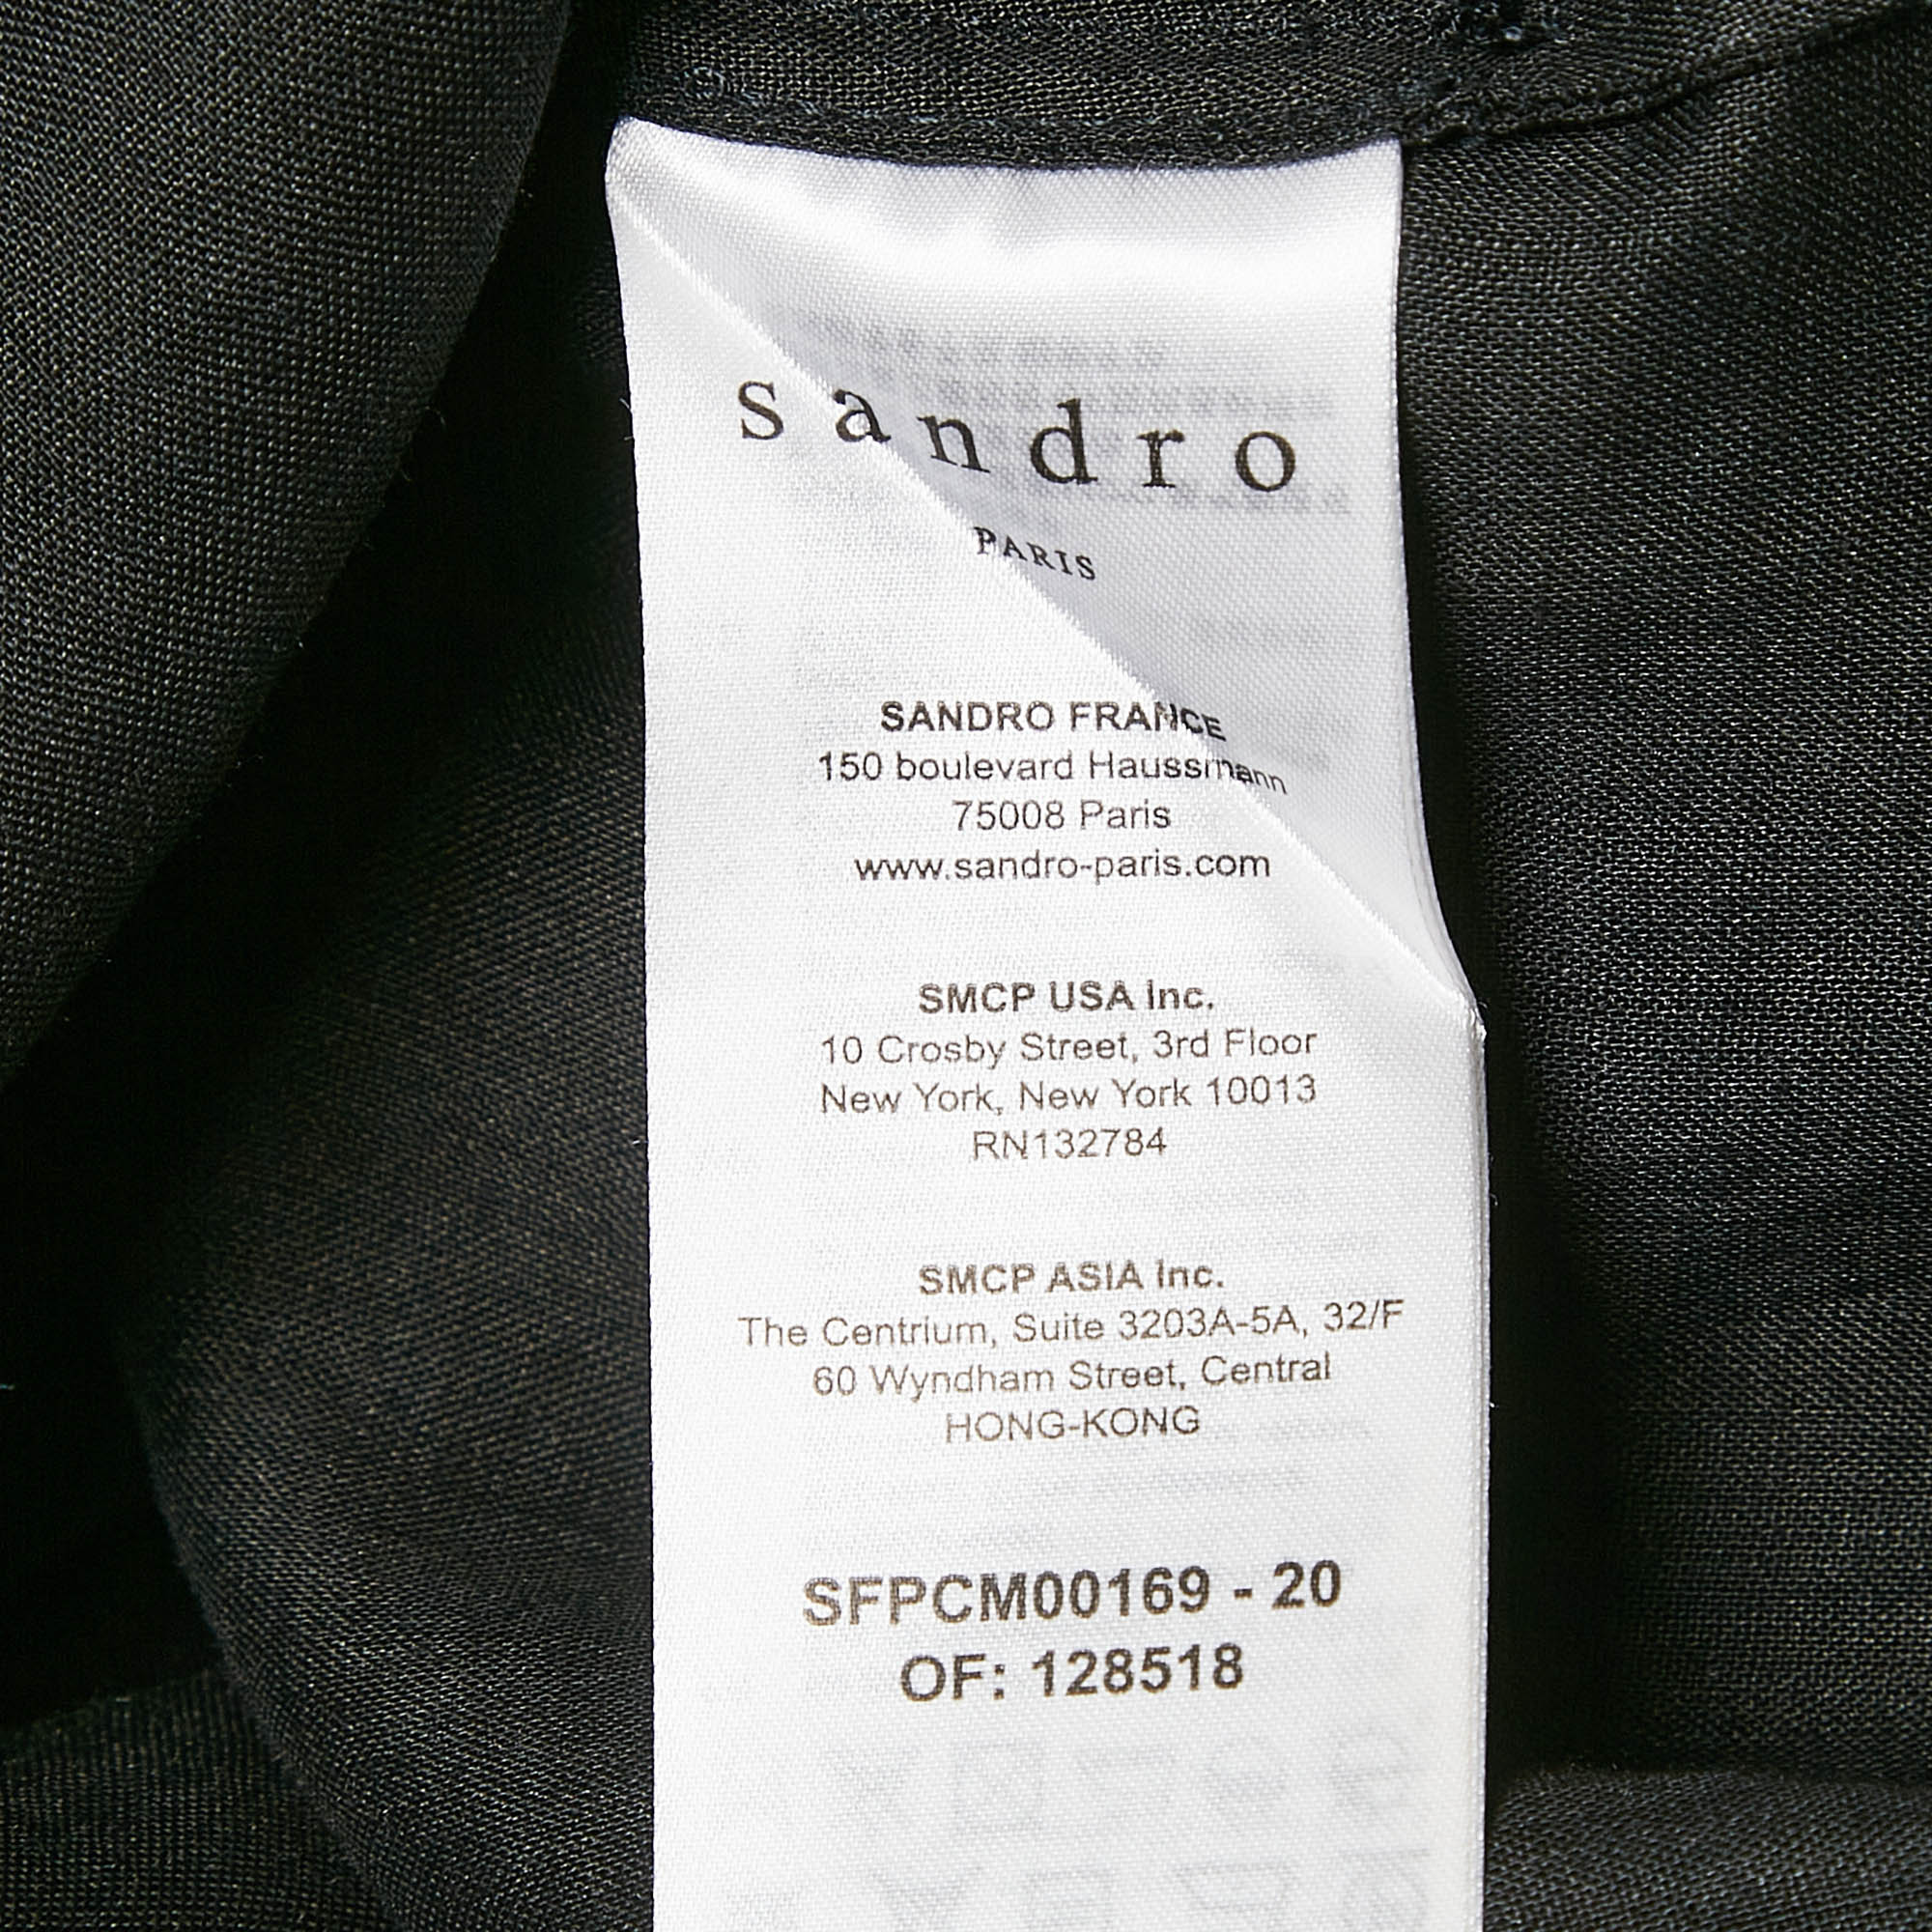 sandro
PARIS
SANDRO FRANCE
150 boulevard Haussmann
75008 Paris
www.sandro-paris.com
SMCP USA Inc.
10 Crosby Street, 3rd Floor
New York, New York 10013
RN132784
SMCP ASIA Inc.
The Centrium, Suite 3203A-5A, 32/F
60 Wyndham Street, Central
HONG-KONG
SFPCM00169 - 20
OF: 128518